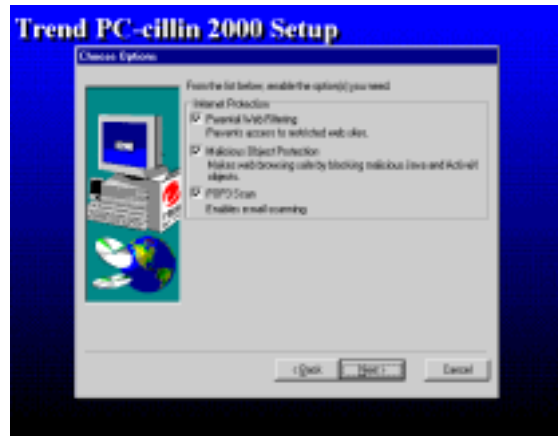 Trend PC-cillin 2000 Setup
Choose Options
From the list below, enable the option(s) you need.
Internet Protection
Parental Web Filtering
Prevents access to restricted web sites.
Malicious Object Protection
Makes web browsing safe by blocking malicious Java and ActiveX
objects.
POP3 Scan
Enables e-mail scanning
< Back
Next >
Cancel